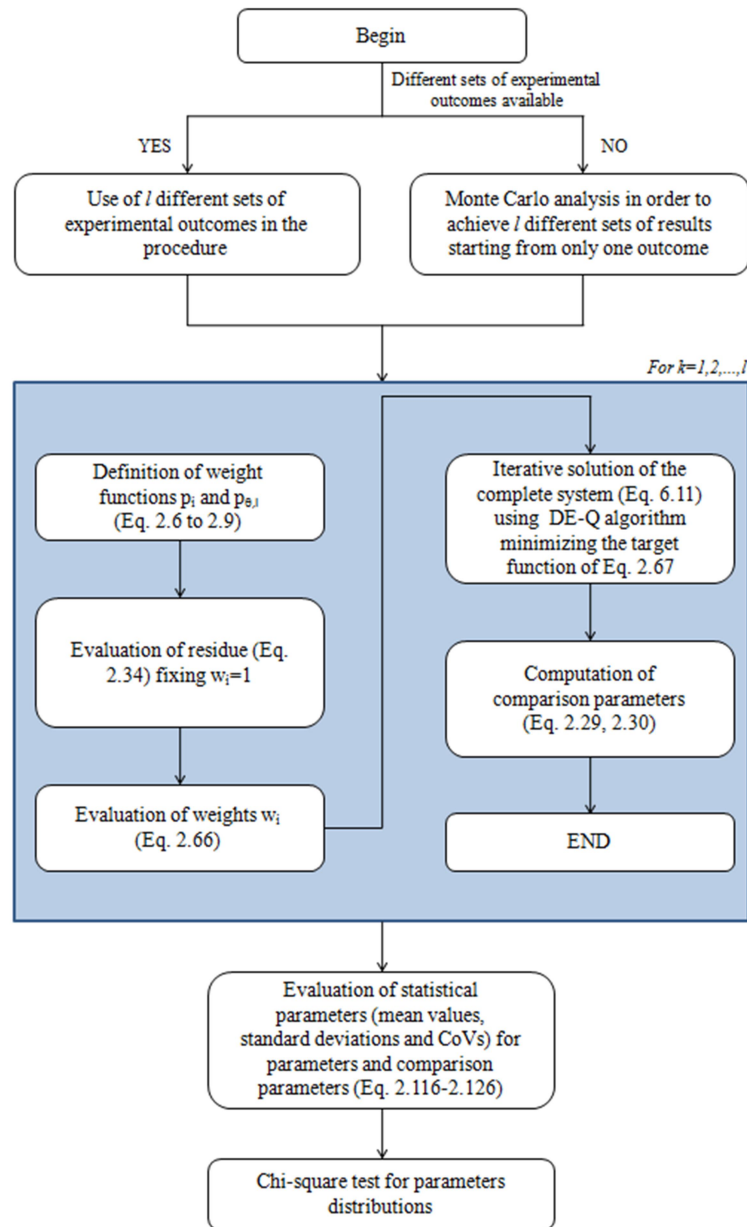 Begin
Different sets of experimental
outcomes available
YES
NO
Use of l different sets of
experimental outcomes in the
procedure
Monte Carlo analysis in order to
achieve l different sets of results
starting from only one outcome
For k=1,2,...,l
Definition of weight
functions pᵢ and p_θ,l
(Eq. 2.6 to 2.9)
Evaluation of residue (Eq.
2.34) fixing wᵢ=1
Evaluation of weights wᵢ
(Eq. 2.66)
Iterative solution of the
complete system (Eq. 6.11)
using DE-Q algorithm
minimizing the target
function of Eq. 2.67
Computation of
comparison parameters
(Eq. 2.29, 2.30)
END
Evaluation of statistical
parameters (mean values,
standard deviations and CoVs) for
parameters and comparison
parameters (Eq. 2.116-2.126)
Chi-square test for parameters
distributions